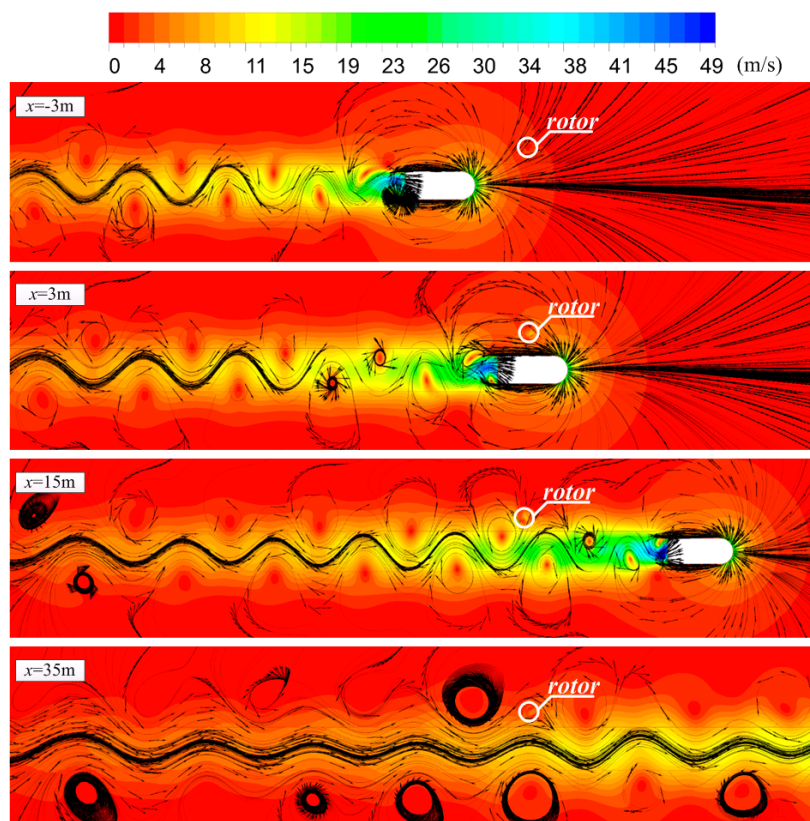 0 4 8 11 15 19 23 26 30 34 38 41 45 49 (m/s)
x=-3m
rotor
x=3m
rotor
x=15m
rotor
x=35m
rotor